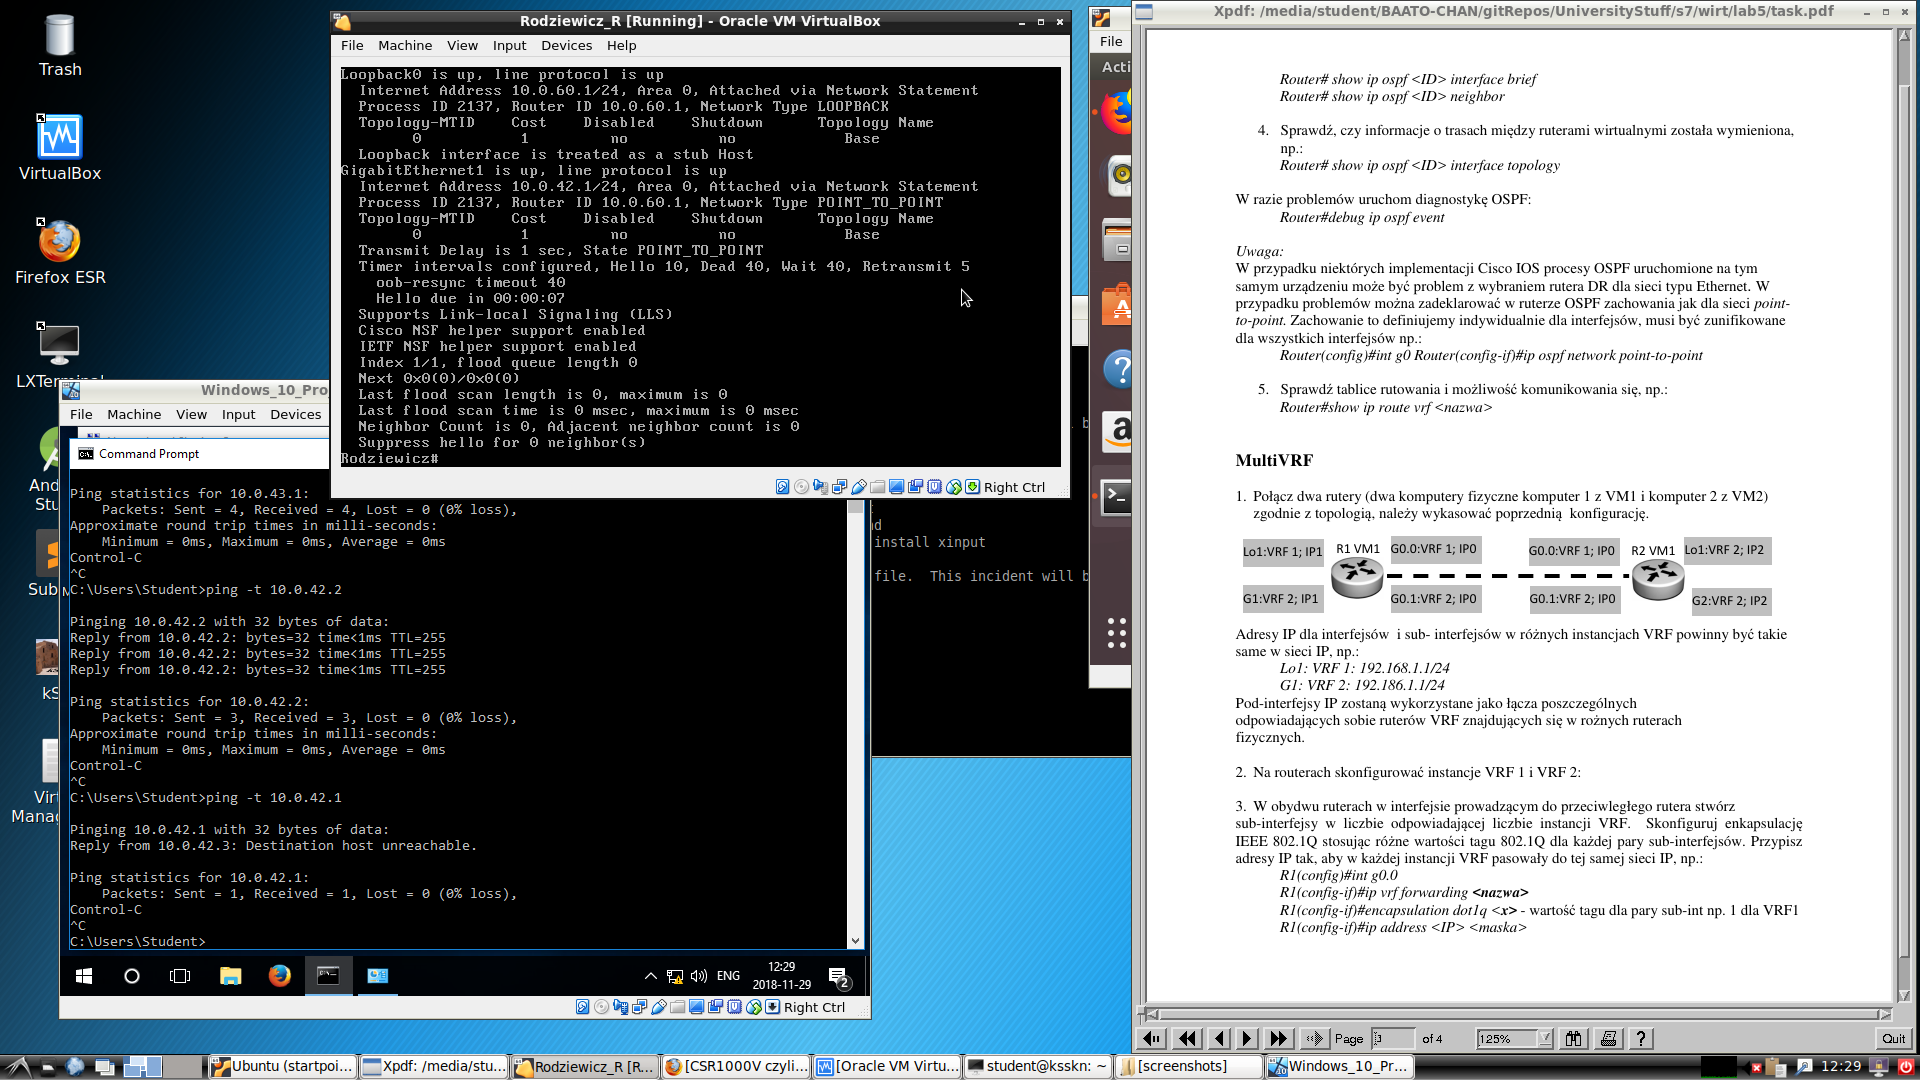 Trash
VirtualBox
Firefox ESR
LXTerminal
Rodziewicz_R [Running] - Oracle VM VirtualBox
File Machine View Input Devices Help
Loopback0 is up, line protocol is up
Internet Address 10.0.60.1/24, Area 0, Attached via Network Statement
Process ID 2137, Router ID 10.0.60.1, Network Type LOOPBACK
Topology-MTID Cost Disabled Shutdown Topology Name
0 1 no no Base
Loopback interface is treated as a stub Host
GigabitEthernet1 is up, line protocol is up
Internet Address 10.0.42.1/24, Area 0, Attached via Network Statement
Process ID 2137, Router ID 10.0.60.1, Network Type POINT_TO_POINT
Topology-MTID Cost Disabled Shutdown Topology Name
0 1 no no Base
Transmit Delay is 1 sec, State POINT_TO_POINT
Timer intervals configured, Hello 10, Dead 40, Wait 40, Retransmit 5
oob-resync timeout 40
Hello due in 00:00:07
Supports Link-local Signaling (LLS)
Cisco NSF helper support enabled
IETF NSF helper support enabled
Index 1/1, flood queue length 0
Next 0x0(0)/0x0(0)
Last flood scan length is 0, maximum is 0
Last flood scan time is 0 msec, maximum is 0 msec
Neighbor Count is 0, Adjacent neighbor count is 0
Suppress hello for 0 neighbor(s)
Rodziewicz#
Right Ctrl
Windows_10_Pro
File Machine View Input Devices
Command Prompt
Ping statistics for 10.0.43.1:
Packets: Sent = 4, Received = 4, Lost = 0 (0% loss),
Approximate round trip times in milli-seconds:
Minimum = 0ms, Maximum = 0ms, Average = 0ms
Control-C
^C
C:\Users\Student>ping -t 10.0.42.2
Pinging 10.0.42.2 with 32 bytes of data:
Reply from 10.0.42.2: bytes=32 time<1ms TTL=255
Reply from 10.0.42.2: bytes=32 time<1ms TTL=255
Reply from 10.0.42.2: bytes=32 time<1ms TTL=255
Ping statistics for 10.0.42.2:
Packets: Sent = 3, Received = 3, Lost = 0 (0% loss),
Approximate round trip times in milli-seconds:
Minimum = 0ms, Maximum = 0ms, Average = 0ms
Control-C
^C
C:\Users\Student>ping -t 10.0.42.1
Pinging 10.0.42.1 with 32 bytes of data:
Reply from 10.0.42.3: Destination host unreachable.
Ping statistics for 10.0.42.1:
Packets: Sent = 1, Received = 1, Lost = 0 (0% loss),
Control-C
^C
C:\Users\Student>
ENG
12:29
2018-11-29
2
Right Ctrl
install xinput
file. This incident will b
File
Acti
Xpdf: /media/student/BAATO-CHAN/gitRepos/UniversityStuff/s7/wirt/lab5/task.pdf
Router# show ip ospf <ID> interface brief
Router# show ip ospf <ID> neighbor
4. Sprawdź, czy informacje o trasach między ruterami wirtualnymi została wymieniona,
np.:
Router# show ip ospf <ID> interface topology
W razie problemów uruchom diagnostykę OSPF:
Router#debug ip ospf event
Uwaga:
W przypadku niektórych implementacji Cisco IOS procesy OSPF uruchomione na tym
samym urządzeniu może być problem z wybraniem rutera DR dla sieci typu Ethernet. W
przypadku problemów można zadeklarować w ruterze OSPF zachowania jak dla sieci point-
to-point. Zachowanie to definiujemy indywidualnie dla interfejsów, musi być zunifikowane
dla wszystkich interfejsów np.:
Router(config)#int g0 Router(config-if)#ip ospf network point-to-point
5. Sprawdź tablice rutowania i możliwość komunikowania się, np.:
Router#show ip route vrf <nazwa>
MultiVRF
1. Połącz dwa rutery (dwa komputery fizyczne komputer 1 z VM1 i komputer 2 z VM2)
zgodnie z topologią, należy wykasować poprzednią konfigurację.
Lo1:VRF 1; IP1 R1 VM1 G0.0:VRF 1; IP0 G0.0:VRF 1; IP0 R2 VM1 Lo1:VRF 2; IP2
G1:VRF 2; IP1 G0.1:VRF 2; IP0 G0.1:VRF 2; IP0 G2:VRF 2; IP2
Adresy IP dla interfejsów i sub- interfejsów w różnych instancjach VRF powinny być takie
same w sieci IP, np.:
Lo1: VRF 1: 192.168.1.1/24
G1: VRF 2: 192.186.1.1/24
Pod-interfejsy IP zostaną wykorzystane jako łącza poszczególnych
odpowiadających sobie ruterów VRF znajdujących się w rożnych ruterach
fizycznych.
2. Na routerach skonfigurować instancje VRF 1 i VRF 2:
3. W obydwu ruterach w interfejsie prowadzącym do przeciwległego rutera stwórz
sub-interfejsy w liczbie odpowiadającej liczbie instancji VRF. Skonfiguruj enkapsulację
IEEE 802.1Q stosując różne wartości tagu 802.1Q dla każdej pary sub-interfejsów. Przypisz
adresy IP tak, aby w każdej instancji VRF pasowały do tej samej sieci IP, np.:
R1(config)#int g0.0
R1(config-if)#ip vrf forwarding <nazwa>
R1(config-if)#encapsulation dot1q <x> - wartość tagu dla pary sub-int np. 1 dla VRF1
R1(config-if)#ip address <IP> <maska>
Page 3 of 4 125% Quit
Ubuntu (startpoi... Xpdf: /media/stu... Rodziewicz_R [R... [CSR1000V czyli... [Oracle VM Virtu... student@ksskn: ~ [screenshots] Windows_10_Pr... 12:29